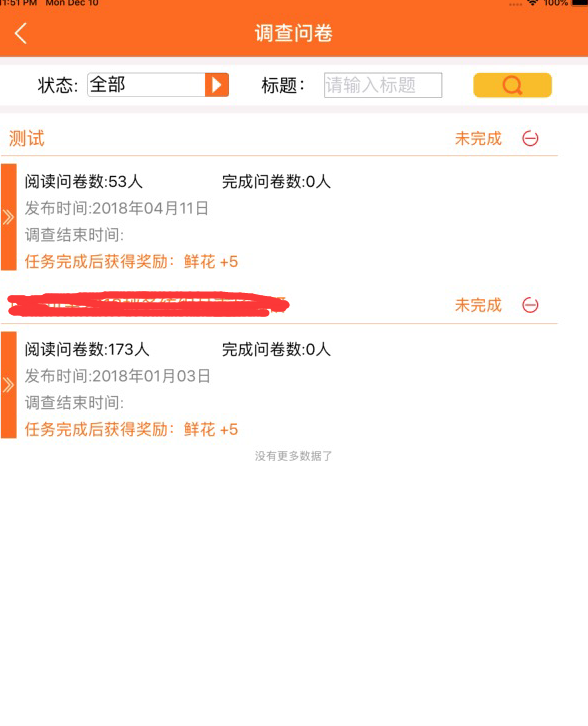 11:51 PM Mon Dec 10 100%
调查问卷
状态: 全部 标题： 请输入标题
测试 未完成
阅读问卷数:53人 完成问卷数:0人
发布时间:2018年04月11日
调查结束时间:
任务完成后获得奖励：鲜花 +5
未完成
阅读问卷数:173人 完成问卷数:0人
发布时间:2018年01月03日
调查结束时间:
任务完成后获得奖励：鲜花 +5
没有更多数据了